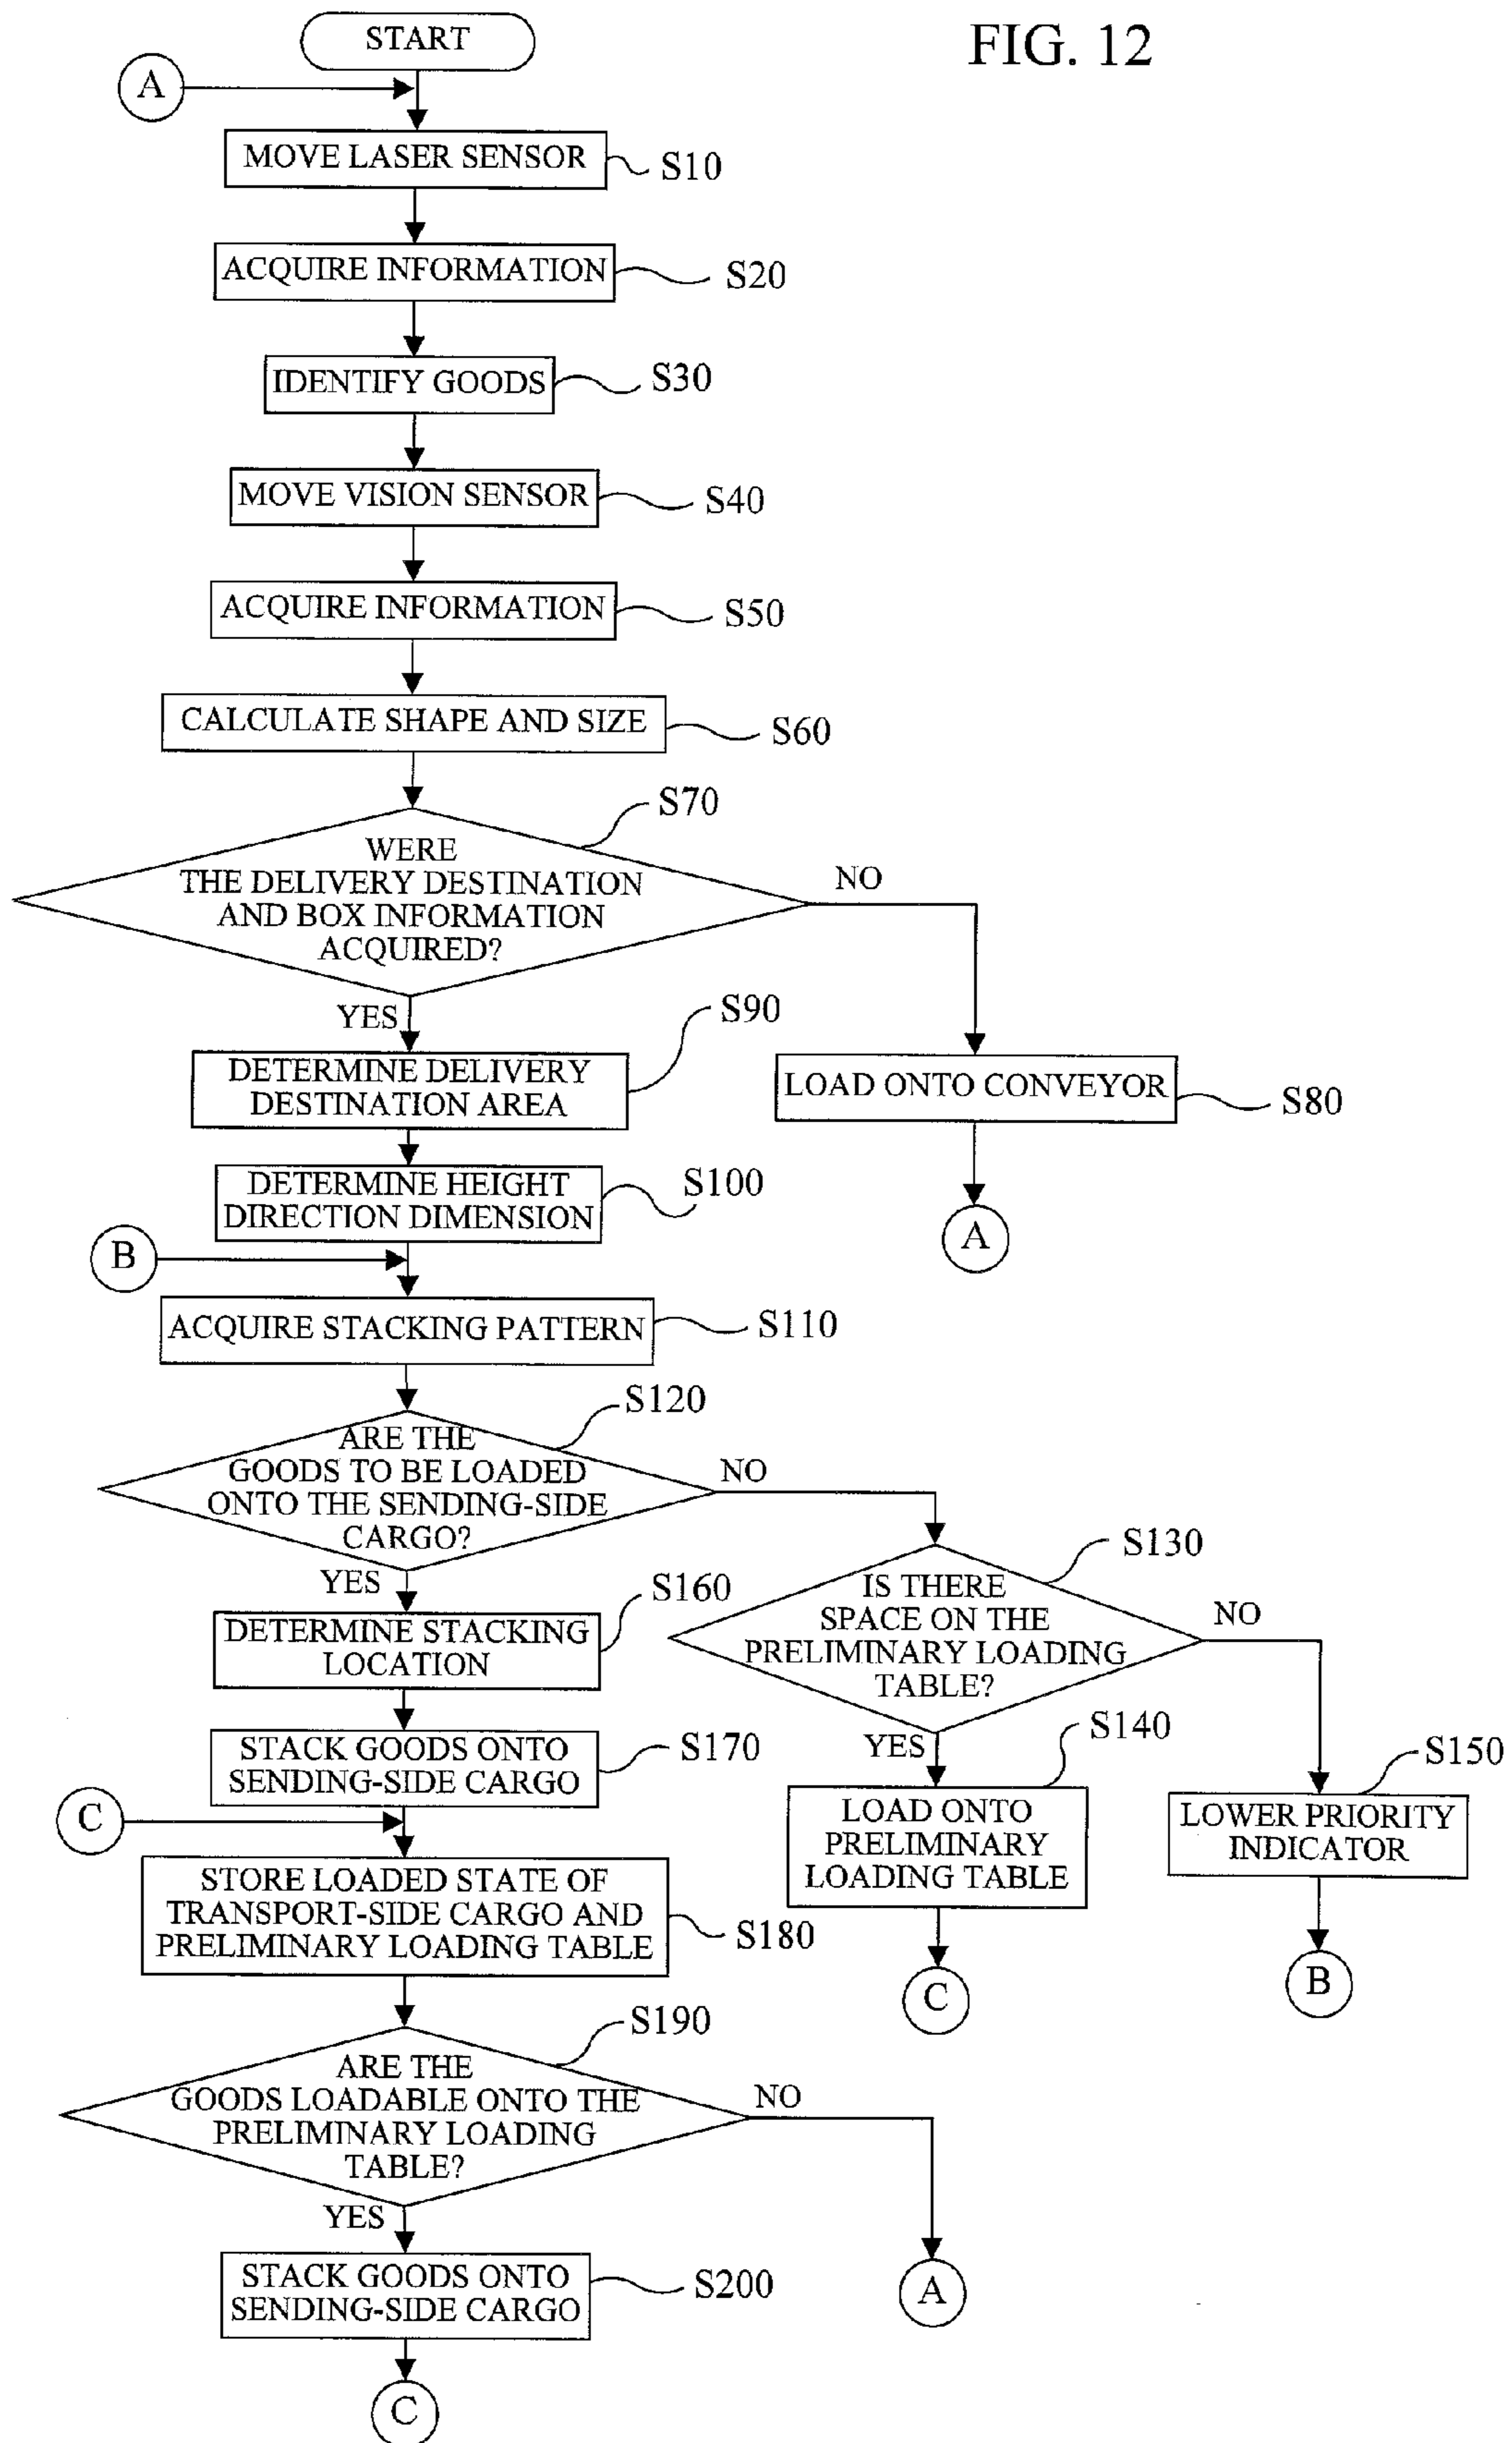 FIG. 12
START
A
MOVE LASER SENSOR
S10
ACQUIRE INFORMATION
S20
IDENTIFY GOODS
S30
MOVE VISION SENSOR
S40
ACQUIRE INFORMATION
S50
CALCULATE SHAPE AND SIZE
S60
S70
WERE
THE DELIVERY DESTINATION
AND BOX INFORMATION
ACQUIRED?
NO
YES
S90
DETERMINE DELIVERY
DESTINATION AREA
LOAD ONTO CONVEYOR
S80
A
DETERMINE HEIGHT
DIRECTION DIMENSION
S100
B
ACQUIRE STACKING PATTERN
S110
S120
ARE THE
GOODS TO BE LOADED
ONTO THE SENDING-SIDE
CARGO?
NO
YES
S130
IS THERE
SPACE ON THE
PRELIMINARY LOADING
TABLE?
NO
YES
S160
DETERMINE STACKING
LOCATION
S170
STACK GOODS ONTO
SENDING-SIDE CARGO
S140
LOAD ONTO
PRELIMINARY
LOADING TABLE
C
S150
LOWER PRIORITY
INDICATOR
B
C
STORE LOADED STATE OF
TRANSPORT-SIDE CARGO AND
PRELIMINARY LOADING TABLE
S180
S190
ARE THE
GOODS LOADABLE ONTO THE
PRELIMINARY LOADING
TABLE?
NO
YES
A
STACK GOODS ONTO
SENDING-SIDE CARGO
S200
C